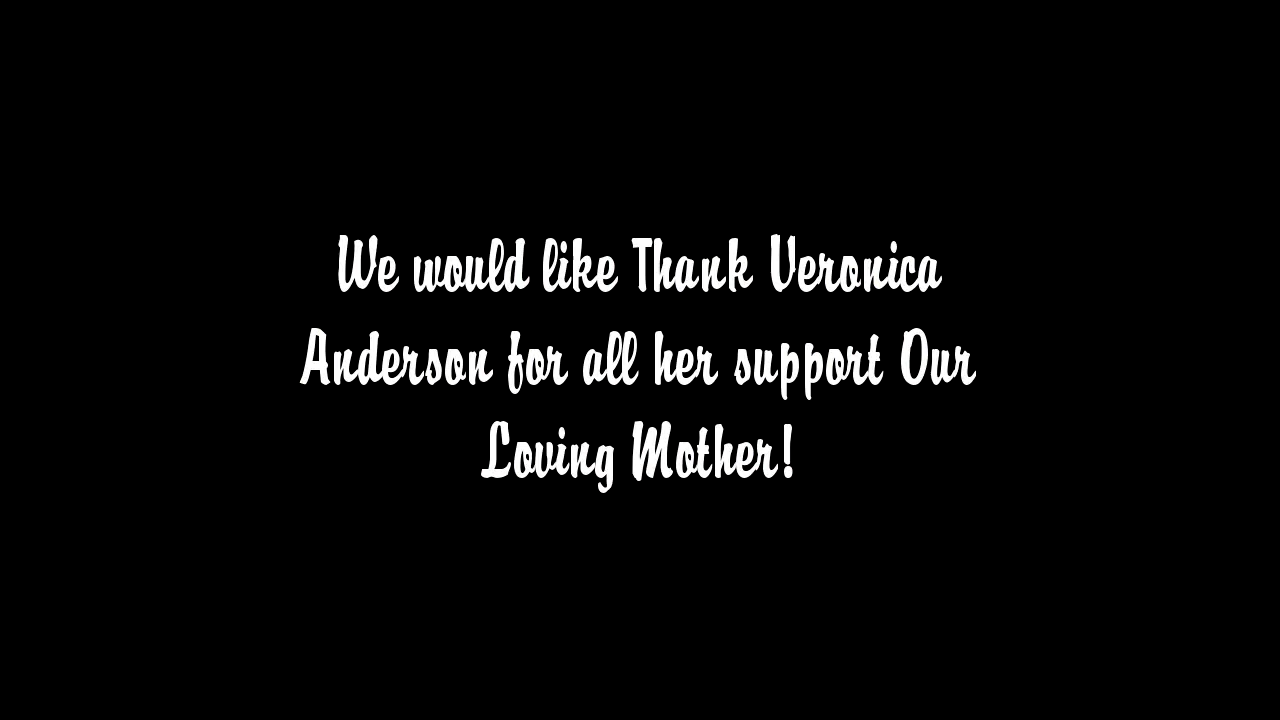 We would like Thank Veronica
Anderson for all her support Our
Loving Mother!